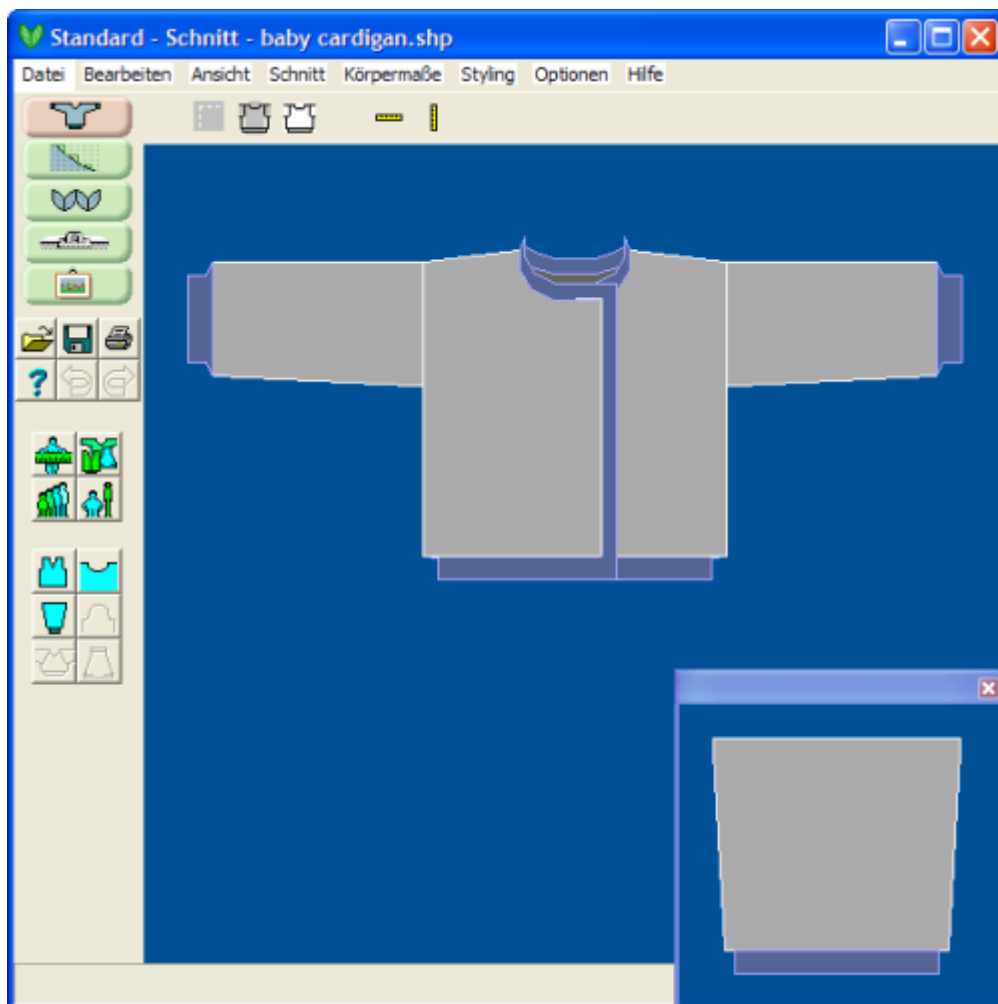 Standard - Schnitt - baby cardigan.shp
Datei Bearbeiten Ansicht Schnitt Körpermaße Styling Optionen Hilfe
?